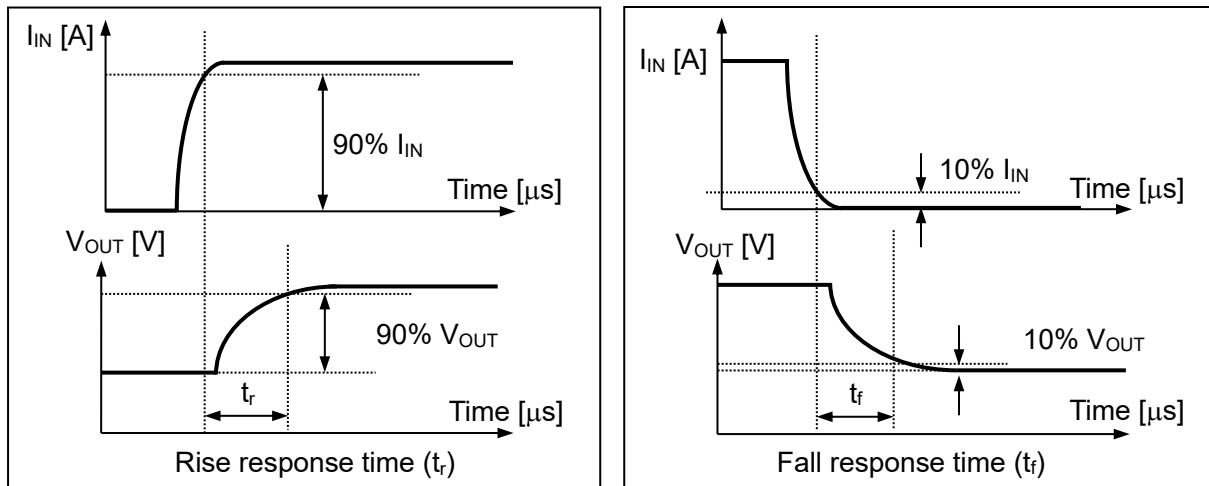 I_IN [A]
90% I_IN
Time [μs]
V_OUT [V]
90% V_OUT
t_r
Time [μs]
Rise response time (t_r)
I_IN [A]
10% I_IN
Time [μs]
V_OUT [V]
10% V_OUT
t_f
Time [μs]
Fall response time (t_f)